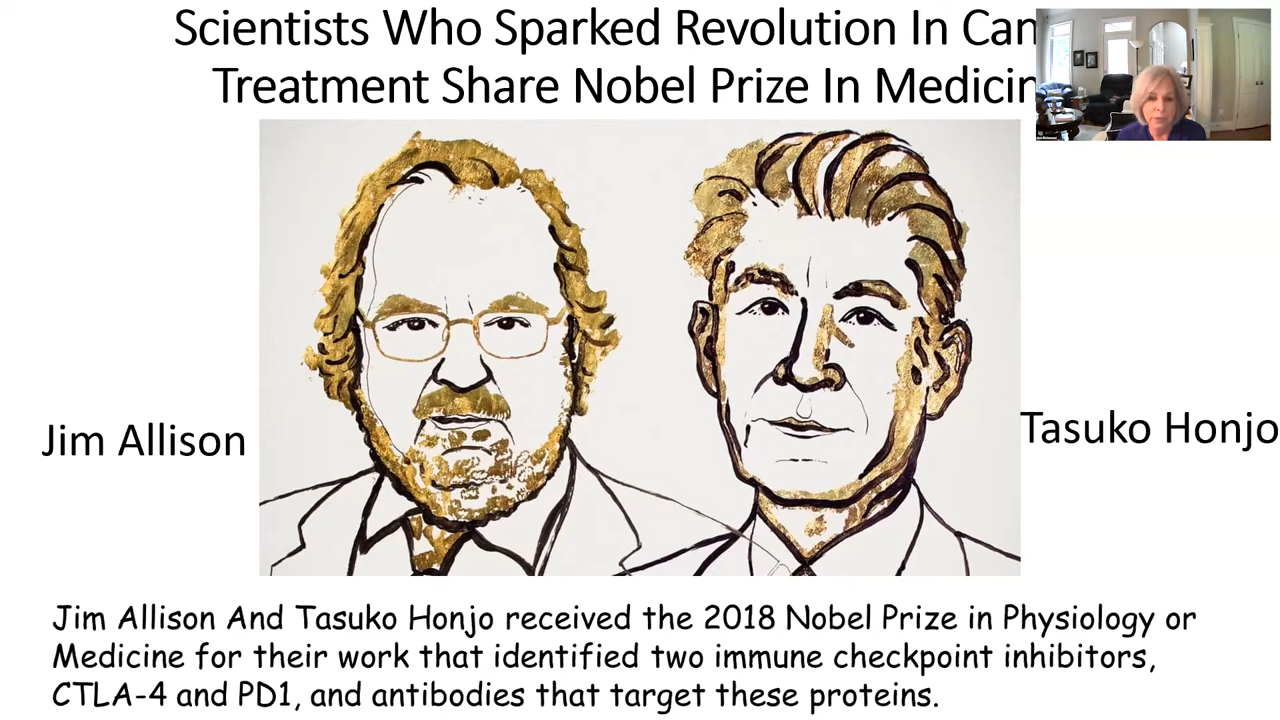 Scientists Who Sparked Revolution In Can
Treatment Share Nobel Prize In Medicin
Jim Allison
Tasuko Honjo
Jim Allison And Tasuko Honjo received the 2018 Nobel Prize in Physiology or
Medicine for their work that identified two immune checkpoint inhibitors,
CTLA-4 and PD1, and antibodies that target these proteins.